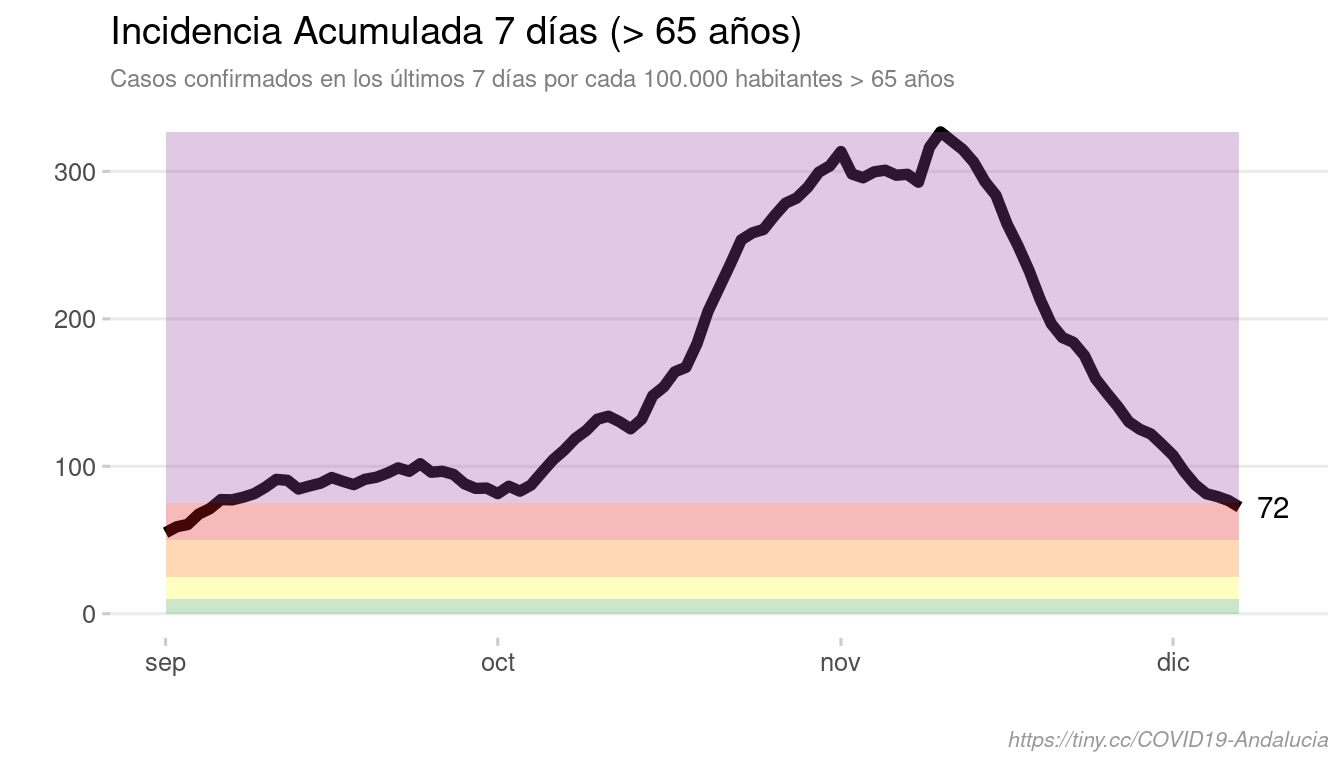 Incidencia Acumulada 7 días (> 65 años)
Casos confirmados en los últimos 7 días por cada 100.000 habitantes > 65 años
300
200
100
0
72
sep oct nov dic
https://tiny.cc/COVID19-Andalucia